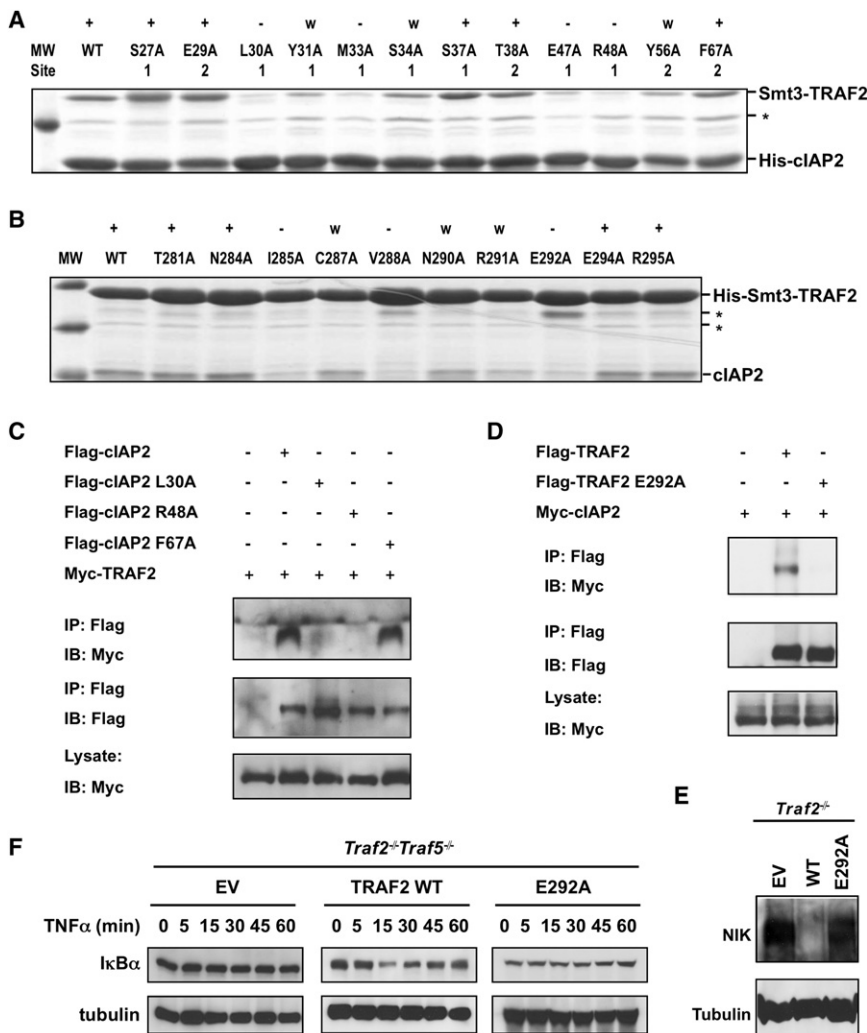 A
+ + + - w - w + + - - w +
MW WT S27A E29A L30A Y31A M33A S34A S37A T38A E47A R48A Y56A F67A
Site 1 2 1 1 1 1 1 2 1 1 2 2
Smt3-TRAF2
*
His-cIAP2
B
+ + + - w - w w - + +
MW WT T281A N284A I285A C287A V288A N290A R291A E292A E294A R295A
His-Smt3-TRAF2
*
*
cIAP2
C
Flag-cIAP2 - + - - -
Flag-cIAP2 L30A - - + - -
Flag-cIAP2 R48A - - - + -
Flag-cIAP2 F67A - - - - +
Myc-TRAF2 + + + + +
IP: Flag
IB: Myc
IP: Flag
IB: Flag
Lysate:
IB: Myc
D
Flag-TRAF2 - + -
Flag-TRAF2 E292A - - +
Myc-cIAP2 + + +
IP: Flag
IB: Myc
IP: Flag
IB: Flag
Lysate:
IB: Myc
E
Traf2-/-
EV WT E292A
NIK
Tubulin
F
Traf2-/-Traf5-/-
EV TRAF2 WT E292A
TNFα (min) 0 5 15 30 45 60 0 5 15 30 45 60 0 5 15 30 45 60
IκBα
tubulin